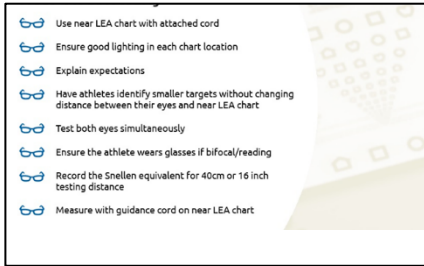 Use near LEA chart with attached cord
Ensure good lighting in each chart location
Explain expectations
Have athletes identify smaller targets without changing
distance between their eyes and near LEA chart
Test both eyes simultaneously
Ensure the athlete wears glasses if bifocal/reading
Record the Snellen equivalent for 40cm or 16 inch
testing distance
Measure with guidance cord on near LEA chart